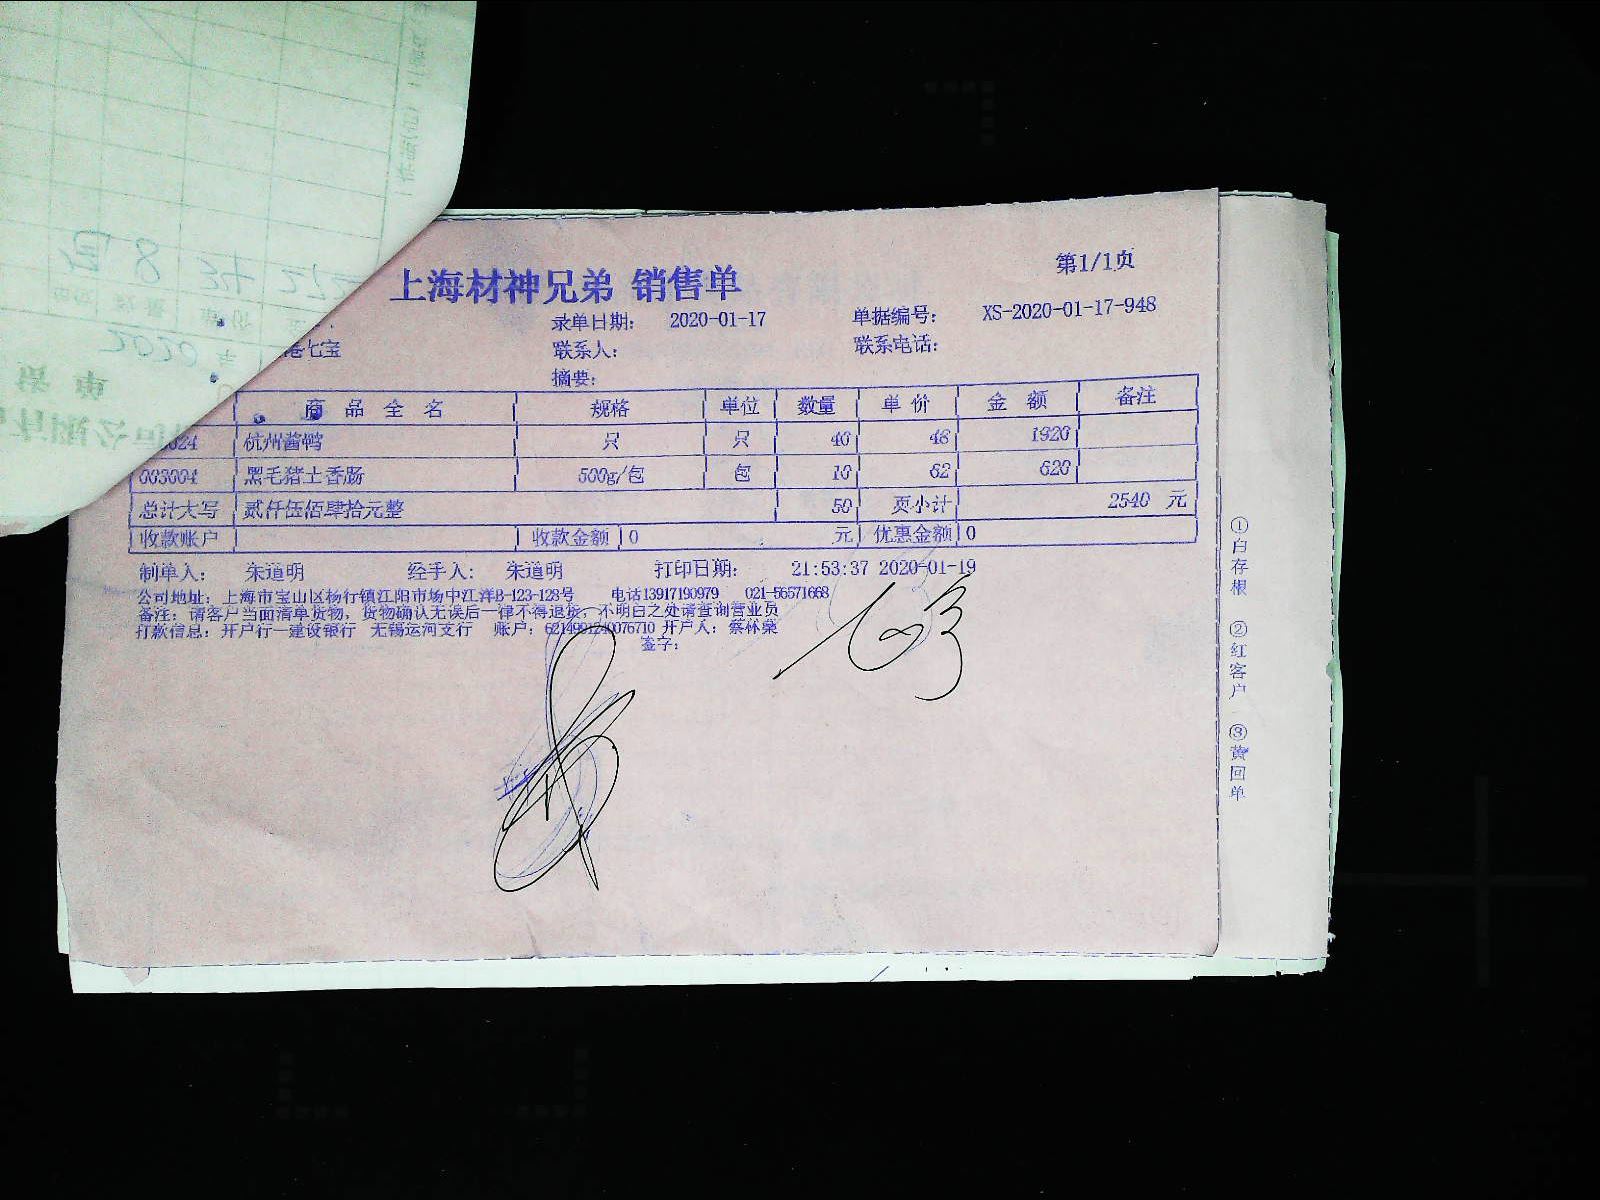 第1/1页
上海材神兄弟 销售单
录单日期: 2020-01-17 单据编号: XS-2020-01-17-948
七宝 联系人: 联系电话:
摘要:
商品全名 规格 单位 数量 单价 金额 备注
024 杭州酱鸭 只 只 40 48 1920
003004 黑毛猪土香肠 500g/包 包 10 62 620
总计大写 贰仟伍佰肆拾元整 50 页小计 2540 元
收款账户 收款金额 0 元 优惠金额 0
制单人: 朱道明 经手人: 朱道明 打印日期: 21:53:37 2020-01-19
公司地址: 上海市宝山区杨行镇江阳市场中江洋B-123-128号 电话13917190979 021-56571668
备注: 请客户当面清单货物, 货物确认无误后一律不得退货, 不明白之处请查询营业员
打款信息: 开户行—建设银行 无锡运河支行 账户: 开户人: 蔡林荣
签字:
①白存根 ②红客户 ③黄回单